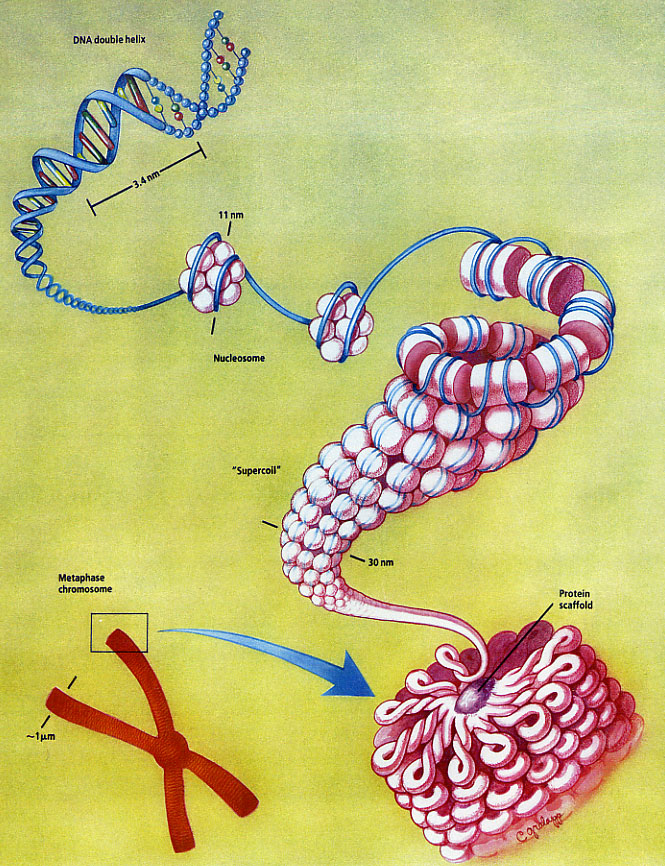 DNA double helix
3.4 nm
11 nm
Nucleosome
"Supercoil"
30 nm
Metaphase
chromosome
Protein
scaffold
~1µm